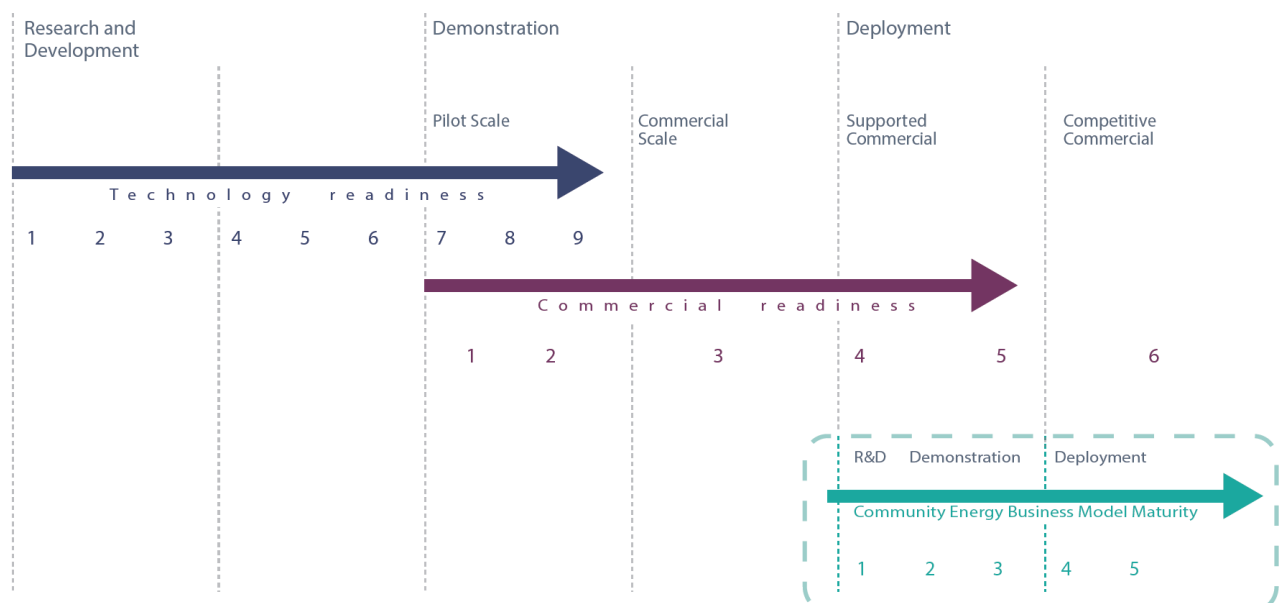 Research and
Development
Demonstration
Deployment
Pilot Scale
Commercial
Scale
Supported
Commercial
Competitive
Commercial
Technology readiness
1 2 3 4 5 6 7 8 9
Commercial readiness
1 2 3 4 5 6
R&D Demonstration Deployment
Community Energy Business Model Maturity
1 2 3 4 5